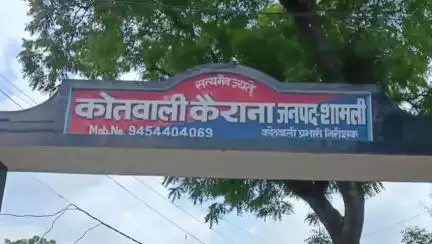 सत्यमेव जयते
कोतवाली कैराना जनपद-शामली
Mob.No. 9454404069 कोतवाली प्रभारी निरीक्षक